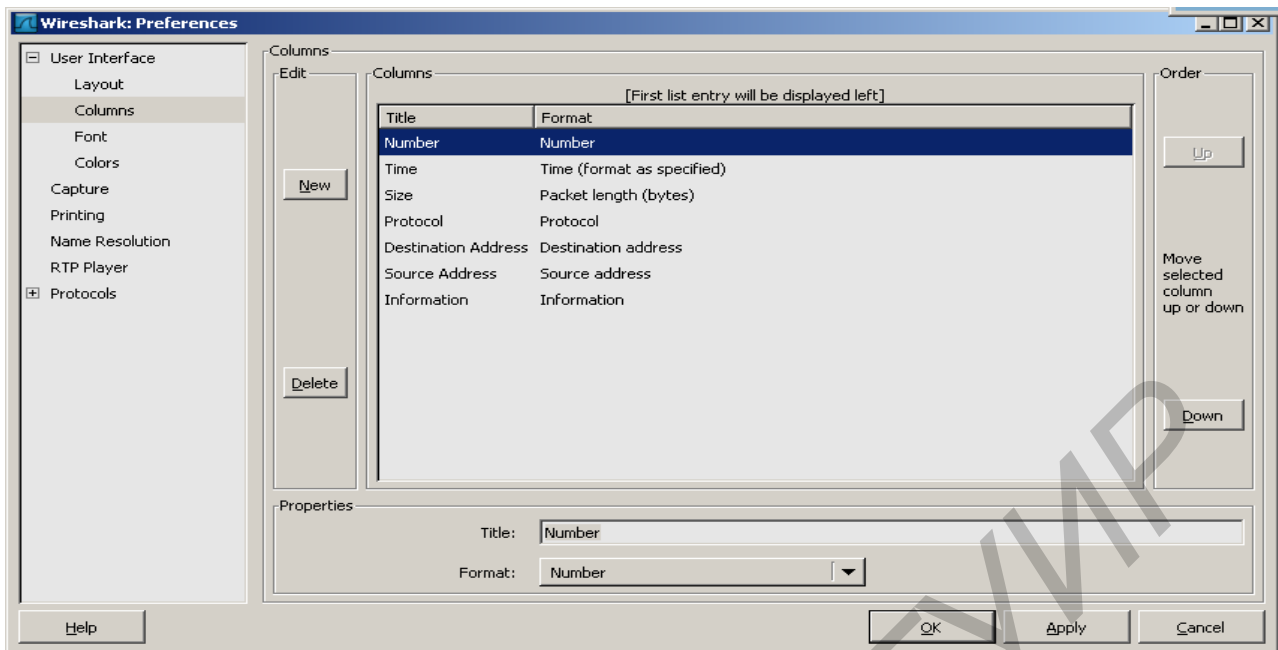 Wireshark: Preferences
User Interface
Layout
Columns
Font
Colors
Capture
Printing
Name Resolution
RTP Player
Protocols
Columns
Edit
New
Delete
Columns
[First list entry will be displayed left]
Title Format
Number Number
Time Time (format as specified)
Size Packet length (bytes)
Protocol Protocol
Destination Address Destination address
Source Address Source address
Information Information
Order
Up
Move
selected
column
up or down
Down
Properties
Title: Number
Format: Number
Help
OK
Apply
Cancel
УИР